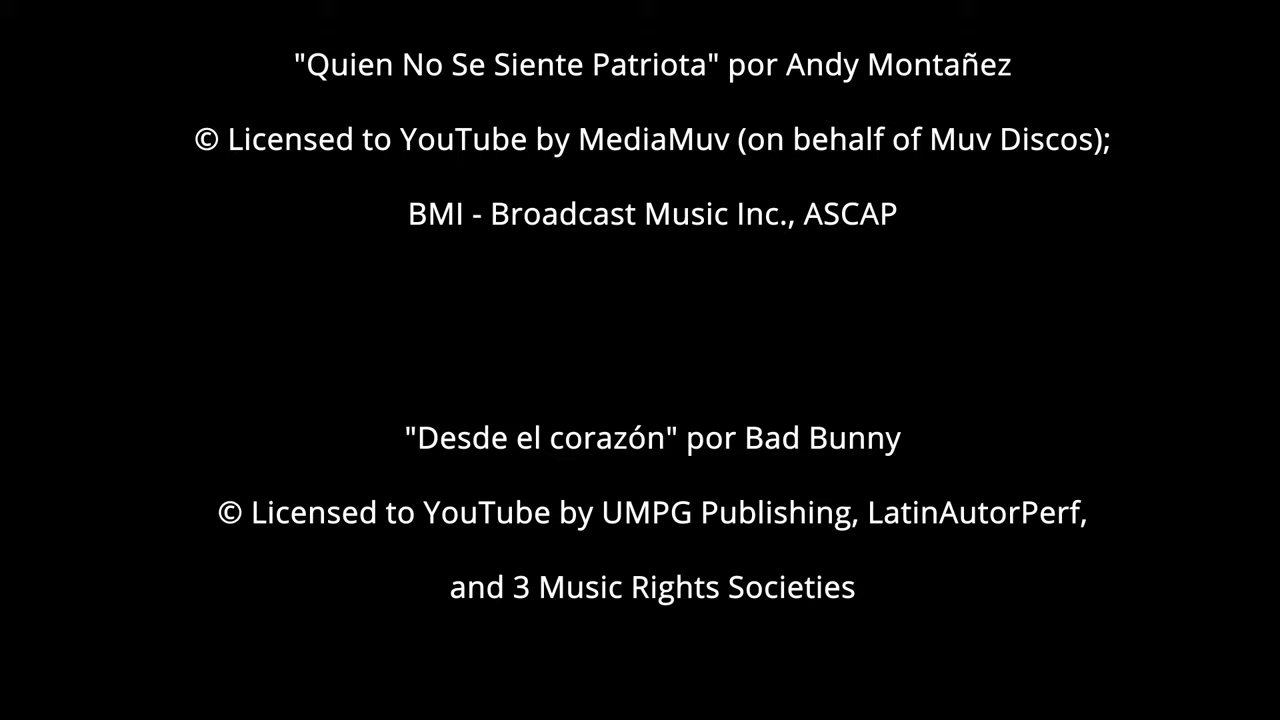 "Quien No Se Siente Patriota" por Andy Montañez
© Licensed to YouTube by MediaMuv (on behalf of Muv Discos);
BMI - Broadcast Music Inc., ASCAP
"Desde el corazón" por Bad Bunny
© Licensed to YouTube by UMPG Publishing, LatinAutorPerf,
and 3 Music Rights Societies